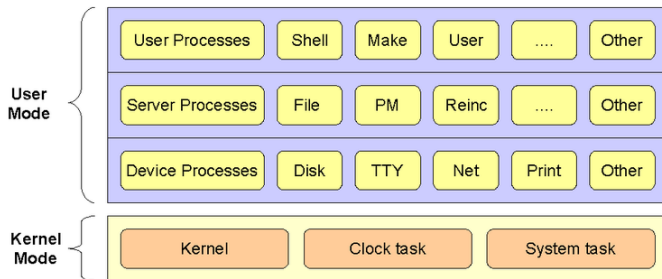 User Mode
User Processes Shell Make User .... Other
Server Processes File PM Reinc .... Other
Device Processes Disk TTY Net Print Other
Kernel Mode
Kernel Clock task System task